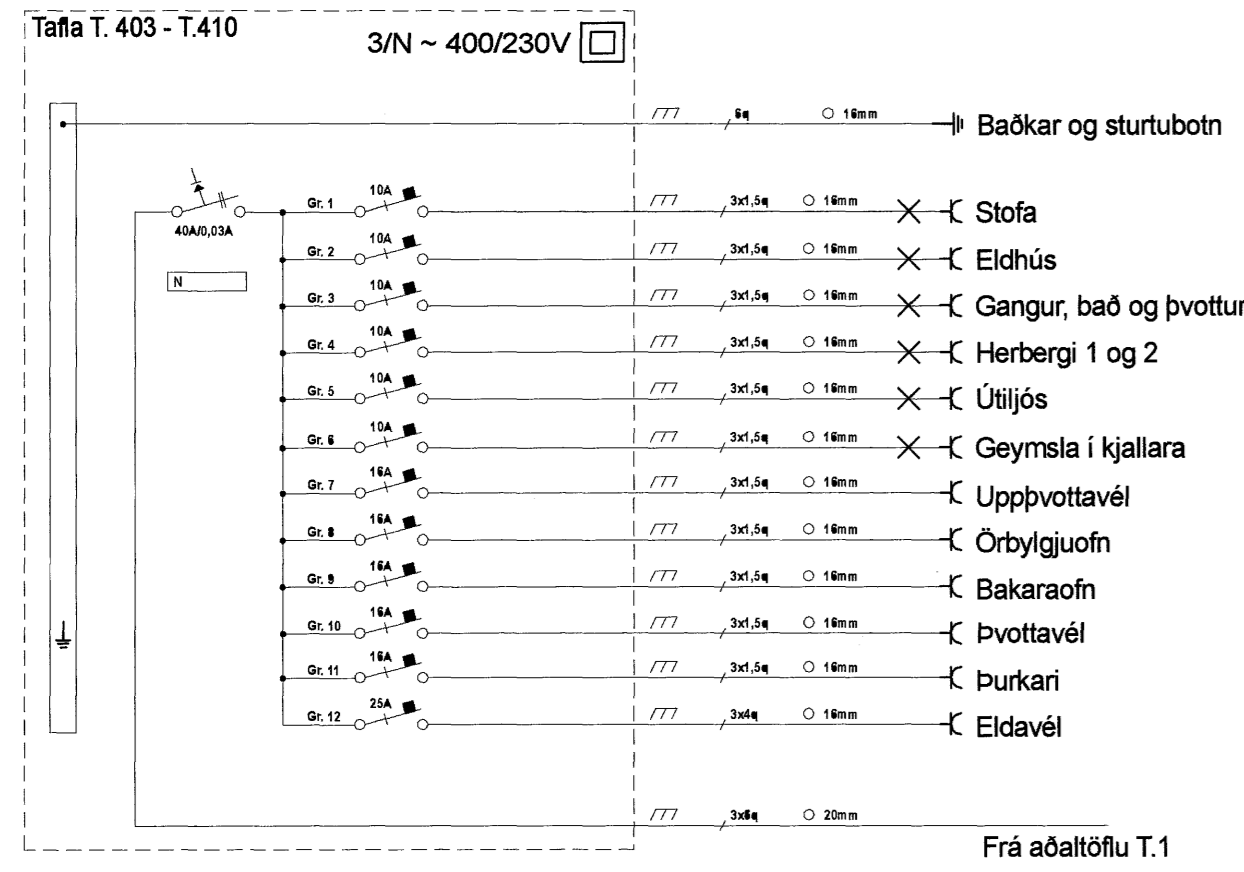 Tafla T. 403 - T.410
3/N ~ 400/230V
6q 16mm Baðkar og sturtubotn
40A/0,03A
N
Gr. 1 10A 3x1,5q 16mm Stofa
Gr. 2 10A 3x1,5q 16mm Eldhús
Gr. 3 10A 3x1,5q 16mm Gangur, bað og þvottur
Gr. 4 10A 3x1,5q 16mm Herbergi 1 og 2
Gr. 5 10A 3x1,5q 16mm Útiljós
Gr. 6 10A 3x1,5q 16mm Geymsla í kjallara
Gr. 7 16A 3x1,5q 16mm Uppþvottavél
Gr. 8 16A 3x1,5q 16mm Örbylgjuofn
Gr. 9 16A 3x1,5q 16mm Bakaraofn
Gr. 10 16A 3x1,5q 16mm Þvottavél
Gr. 11 16A 3x1,5q 16mm Þurkari
Gr. 12 25A 3x4q 16mm Eldavél
3x6q 20mm
Frá aðaltöflu T.1